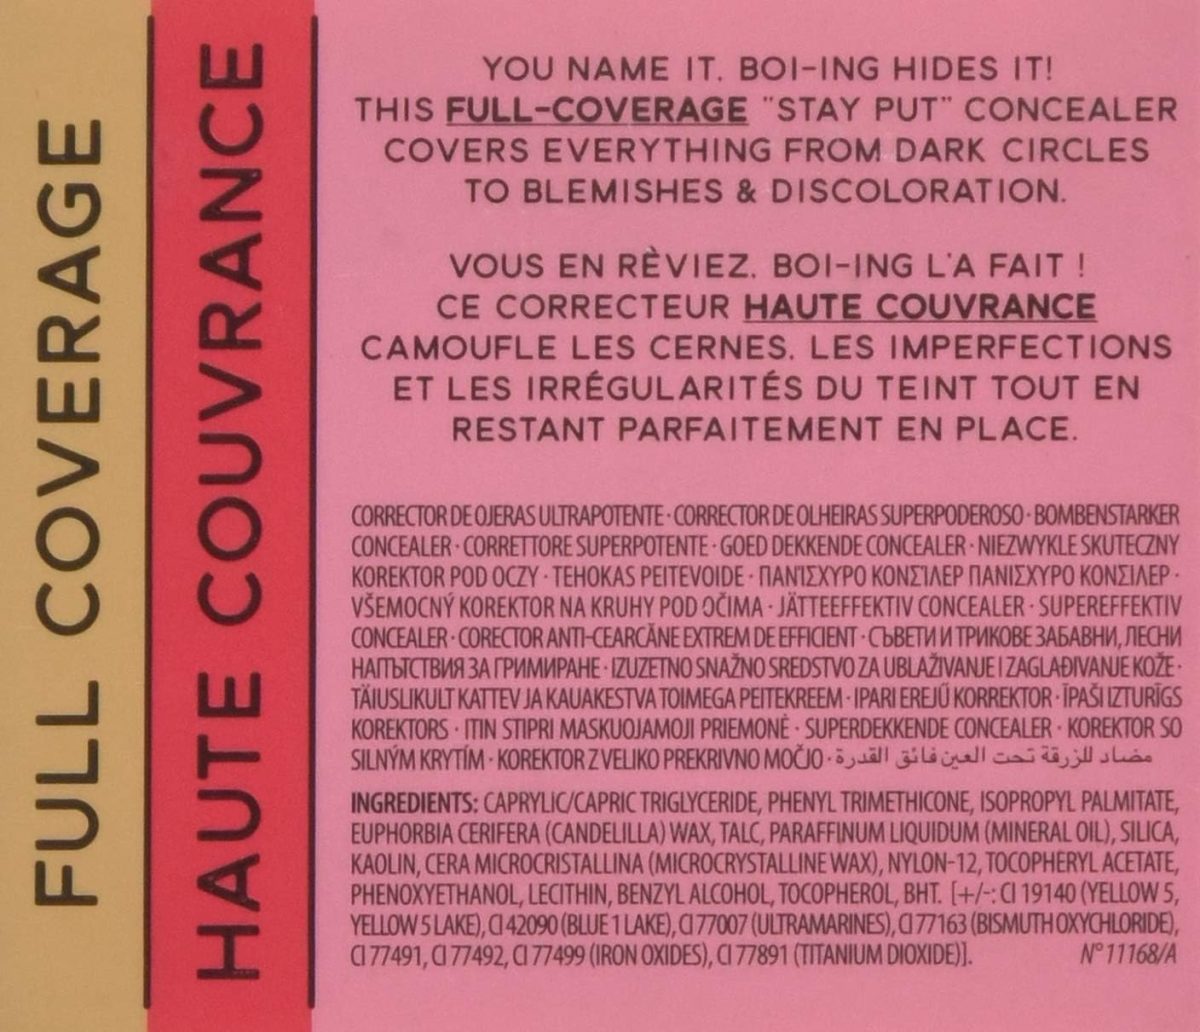 FULL COVERAGE
HAUTE COUVRANCE
YOU NAME IT. BOI-ING HIDES IT!
THIS FULL-COVERAGE "STAY PUT" CONCEALER
COVERS EVERYTHING FROM DARK CIRCLES
TO BLEMISHES & DISCOLORATION.
VOUS EN RÈVIEZ. BOI-ING L'A FAIT !
CE CORRECTEUR HAUTE COUVRANCE
CAMOUFLE LES CERNES. LES IMPERFECTIONS
ET LES IRRÉGULARITÉS DU TEINT TOUT EN
RESTANT PARFAITEMENT EN PLACE.
CORRECTOR DE OJERAS ULTRAPOTENTE · CORRECTOR DE OLHEIRAS SUPERPODEROSO · BOMBENSTARKER
CONCEALER · CORRETTORE SUPERPOTENTE · GOED DEKKENDE CONCEALER · NIEZWYKLE SKUTECZNY
KOREKTOR POD OCZY · TEHOKAS PEITEVOIDE · ΠΑΝΊΣΧΥΡΟ ΚΟΝΣΊΛΕΡ ΠΑΝΙΣΧΥΡΟ ΚΟΝΣΙΛΕΡ ·
VŠEMOCNÝ KOREKTOR NA KRUHY POD OČIMA · JÄTTEEFFEKTIV CONCEALER · SUPEREFFEKTIV
CONCEALER · CORECTOR ANTI-CEARCĂNE EXTREM DE EFFICIENT · СЪВЕТИ И ТРИКОВЕ ЗАБАВНИ, ЛЕСНИ
НАПЪТСТВИЯ ЗА ГРИМИРАНЕ · IZUZETNO SNAŽNO SREDSTVO ZA UBLAŽIVANJE I ZAGLAĐIVANJE KOŽE ·
TÄIUSLIKULT KATTEV JA KAUAKESTVA TOIMEGA PEITEKREEM · IPARI EREJŰ KORREKTOR · ĪPAŠI IZTURĪGS
KOREKTORS · ITIN STIPRI MASKUOJAMOJI PRIEMONĖ · SUPERDEKKENDE CONCEALER · KOREKTOR SO
SILNÝM KRYTÍM · KOREKTOR Z VELIKO PREKRIVNO MOČJO · مضاد للزرقة تحت العين فائق القدرة
INGREDIENTS: CAPRYLIC/CAPRIC TRIGLYCERIDE, PHENYL TRIMETHICONE, ISOPROPYL PALMITATE,
EUPHORBIA CERIFERA (CANDELILLA) WAX, TALC, PARAFFINUM LIQUIDUM (MINERAL OIL), SILICA,
KAOLIN, CERA MICROCRISTALLINA (MICROCRYSTALLINE WAX), NYLON-12, TOCOPHERYL ACETATE,
PHENOXYETHANOL, LECITHIN, BENZYL ALCOHOL, TOCOPHEROL, BHT. [+/-: CI 19140 (YELLOW 5,
YELLOW 5 LAKE), CI 42090 (BLUE 1 LAKE), CI 77007 (ULTRAMARINES), CI 77163 (BISMUTH OXYCHLORIDE),
CI 77491, CI 77492, CI 77499 (IRON OXIDES), CI 77891 (TITANIUM DIOXIDE)]. N° 11168/A